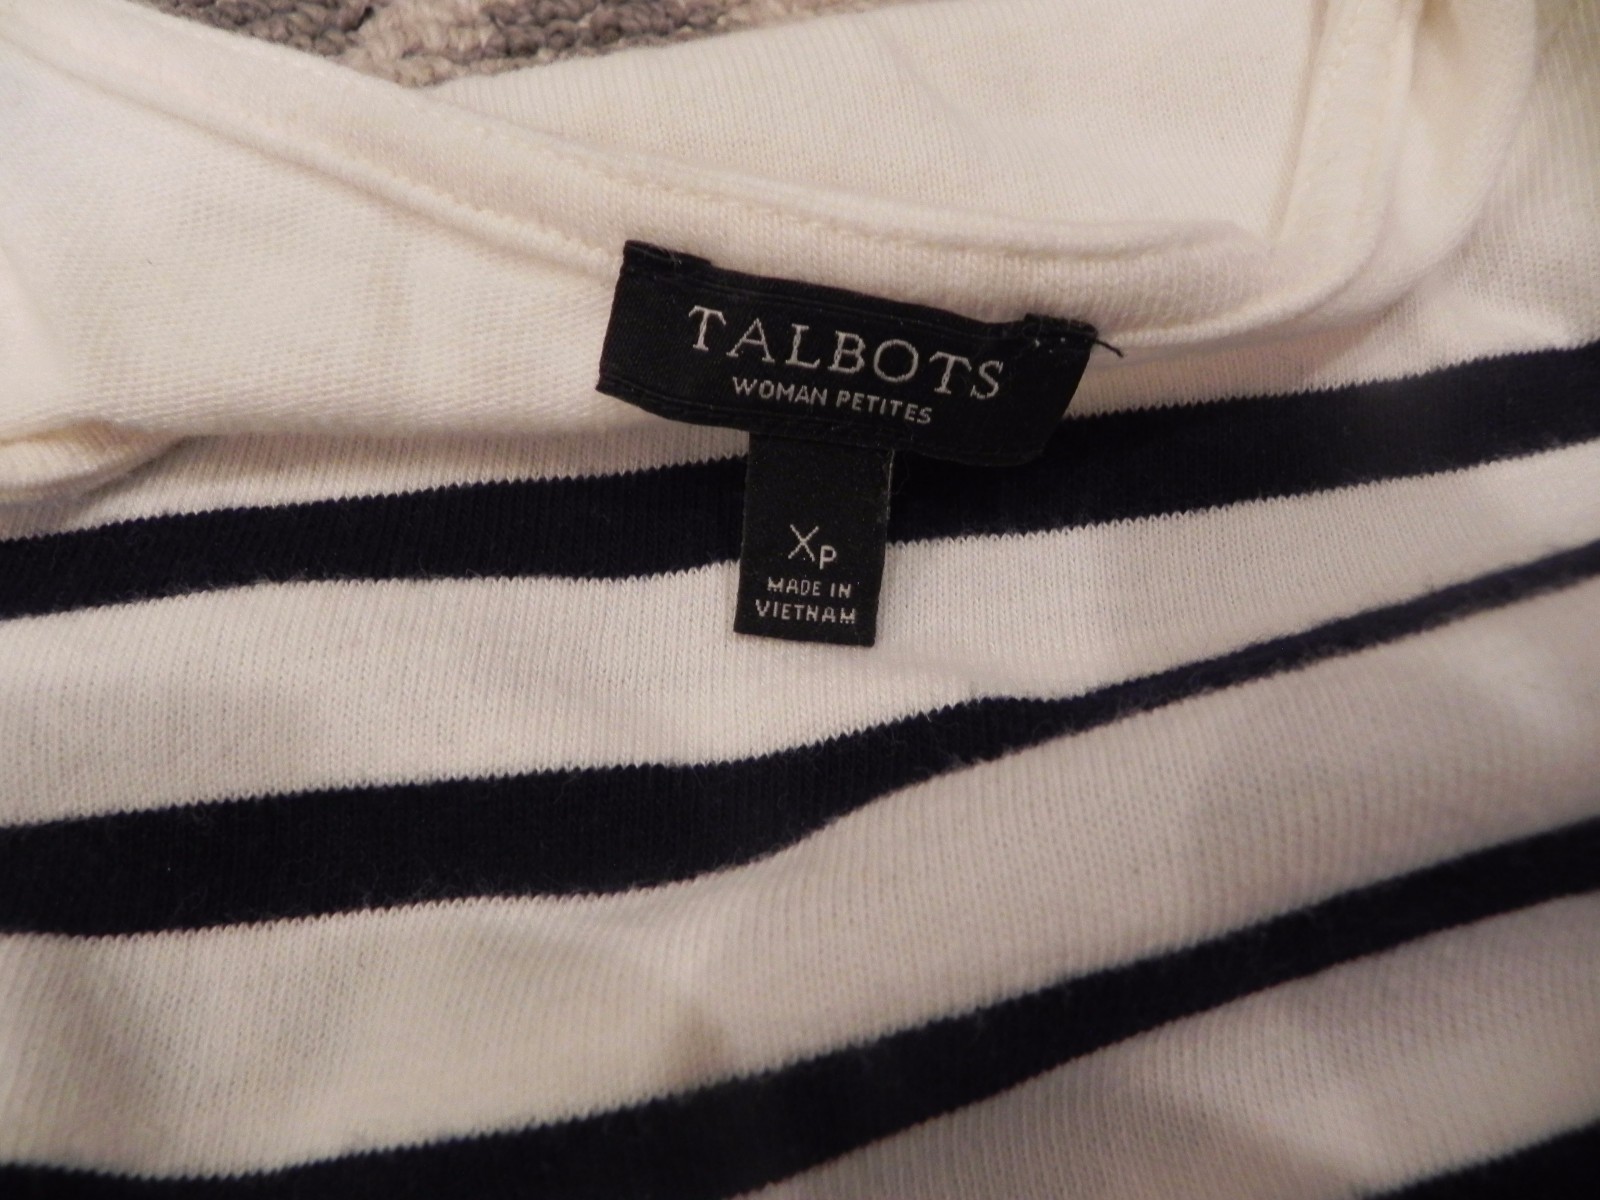 TALBOTS
WOMAN PETITES
XP
MADE IN
VIETNAM